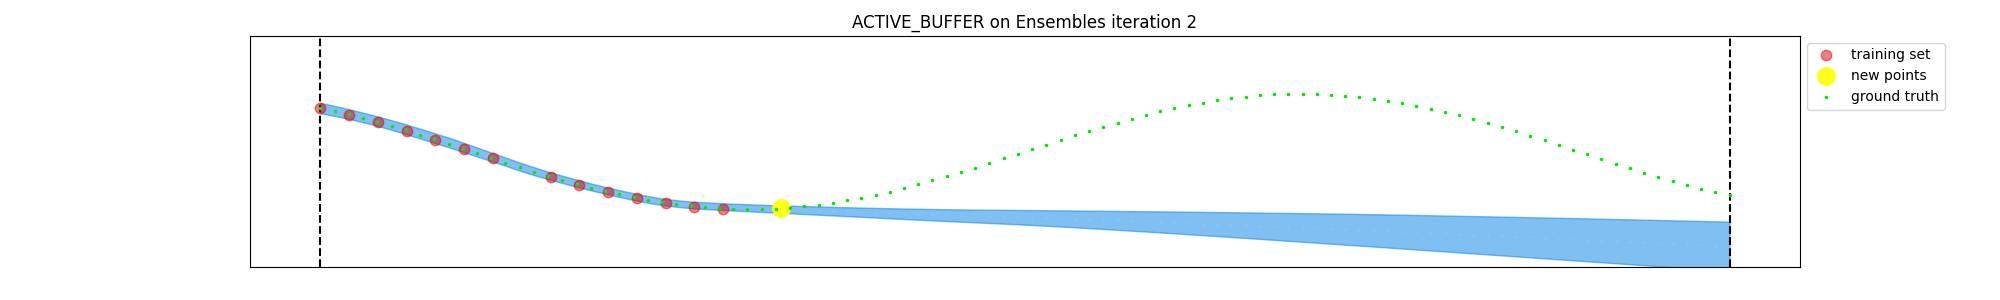 ACTIVE_BUFFER on Ensembles iteration 2
training set
new points
ground truth